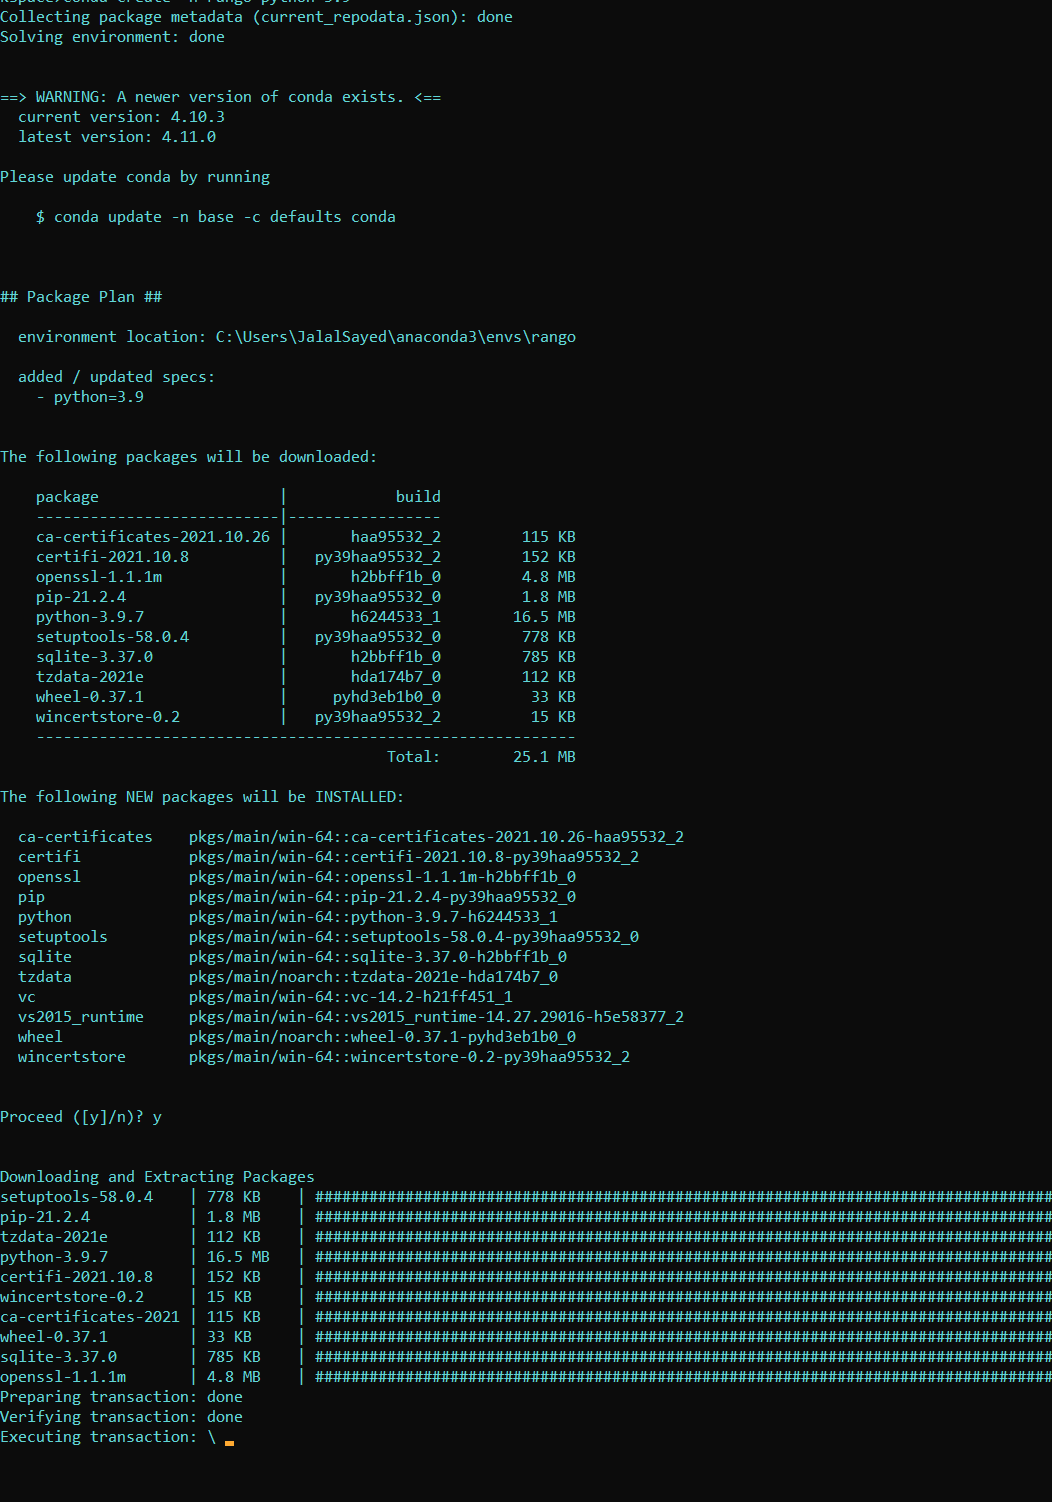 Collecting package metadata (current_repodata.json): done
Solving environment: done
==> WARNING: A newer version of conda exists. <==
  current version: 4.10.3
  latest version: 4.11.0
Please update conda by running
    $ conda update -n base -c defaults conda
## Package Plan ##
  environment location: C:\Users\JalalSayed\anaconda3\envs\rango
  added / updated specs:
    - python=3.9
The following packages will be downloaded:
    package                    |            build
    ---------------------------|-----------------
    ca-certificates-2021.10.26 |       haa95532_2         115 KB
    certifi-2021.10.8          |   py39haa95532_2         152 KB
    openssl-1.1.1m             |       h2bbff1b_0         4.8 MB
    pip-21.2.4                 |   py39haa95532_0         1.8 MB
    python-3.9.7               |       h6244533_1        16.5 MB
    setuptools-58.0.4          |   py39haa95532_0         778 KB
    sqlite-3.37.0              |       h2bbff1b_0         785 KB
    tzdata-2021e               |       hda174b7_0         112 KB
    wheel-0.37.1               |     pyhd3eb1b0_0          33 KB
    wincertstore-0.2           |   py39haa95532_2          15 KB
    ------------------------------------------------------------
                                           Total:        25.1 MB
The following NEW packages will be INSTALLED:
  ca-certificates    pkgs/main/win-64::ca-certificates-2021.10.26-haa95532_2
  certifi            pkgs/main/win-64::certifi-2021.10.8-py39haa95532_2
  openssl            pkgs/main/win-64::openssl-1.1.1m-h2bbff1b_0
  pip                pkgs/main/win-64::pip-21.2.4-py39haa95532_0
  python             pkgs/main/win-64::python-3.9.7-h6244533_1
  setuptools         pkgs/main/win-64::setuptools-58.0.4-py39haa95532_0
  sqlite             pkgs/main/win-64::sqlite-3.37.0-h2bbff1b_0
  tzdata             pkgs/main/noarch::tzdata-2021e-hda174b7_0
  vc                 pkgs/main/win-64::vc-14.2-h21ff451_1
  vs2015_runtime     pkgs/main/win-64::vs2015_runtime-14.27.29016-h5e58377_2
  wheel              pkgs/main/noarch::wheel-0.37.1-pyhd3eb1b0_0
  wincertstore       pkgs/main/win-64::wincertstore-0.2-py39haa95532_2
Proceed ([y]/n)? y
Downloading and Extracting Packages
setuptools-58.0.4    | 778 KB    | ##################################################################################
pip-21.2.4           | 1.8 MB    | ##################################################################################
tzdata-2021e         | 112 KB    | ##################################################################################
python-3.9.7         | 16.5 MB   | ##################################################################################
certifi-2021.10.8    | 152 KB    | ##################################################################################
wincertstore-0.2     | 15 KB     | ##################################################################################
ca-certificates-2021 | 115 KB    | ##################################################################################
wheel-0.37.1         | 33 KB     | ##################################################################################
sqlite-3.37.0        | 785 KB    | ##################################################################################
openssl-1.1.1m       | 4.8 MB    | ##################################################################################
Preparing transaction: done
Verifying transaction: done
Executing transaction: \